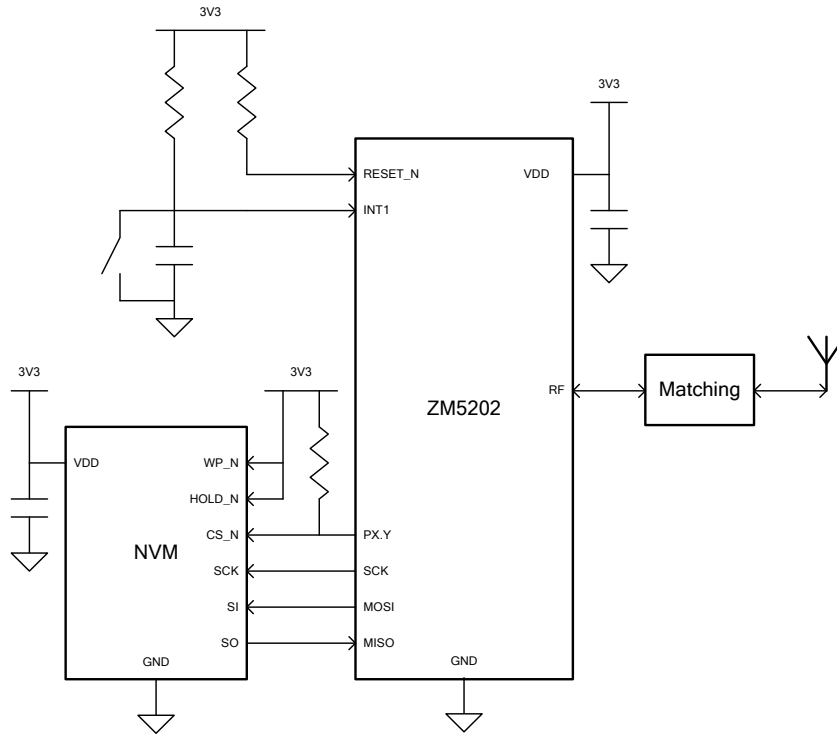 3V3
3V3
RESET_N
VDD
INT1
3V3
3V3
RF
Matching
ZM5202
VDD
WP_N
HOLD_N
CS_N
PX.Y
NVM
SCK
SCK
SI
MOSI
SO
MISO
GND
GND